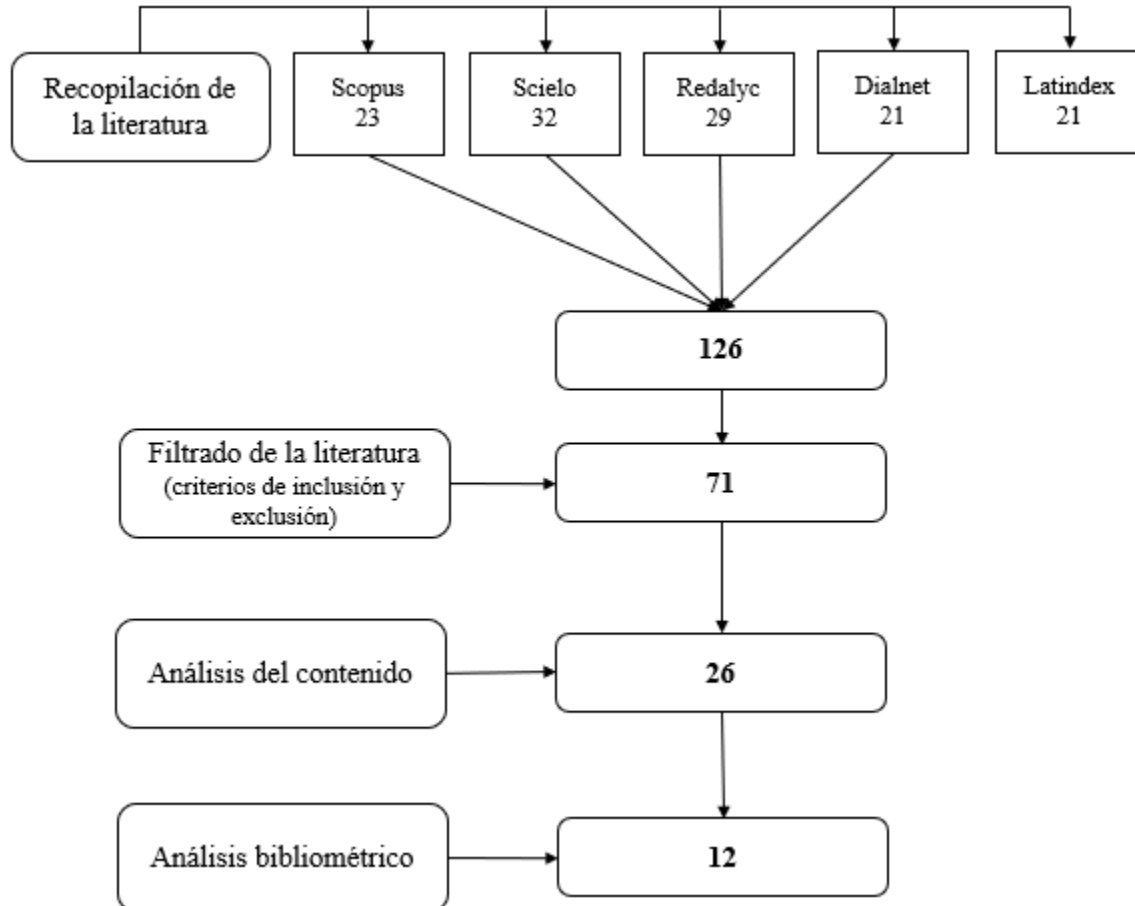 Recopilación de
la literatura
Scopus
23
Scielo
32
Redalyc
29
Dialnet
21
Latindex
21
126
Filtrado de la literatura
(criterios de inclusión y
exclusión)
71
Análisis del contenido
26
Análisis bibliométrico
12